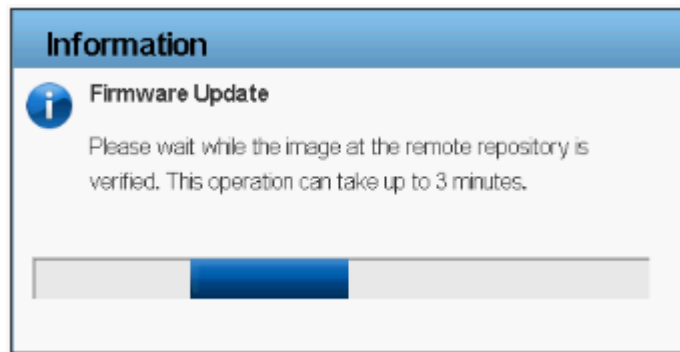 Information
Firmware Update
Please wait while the image at the remote repository is
verified. This operation can take up to 3 minutes.